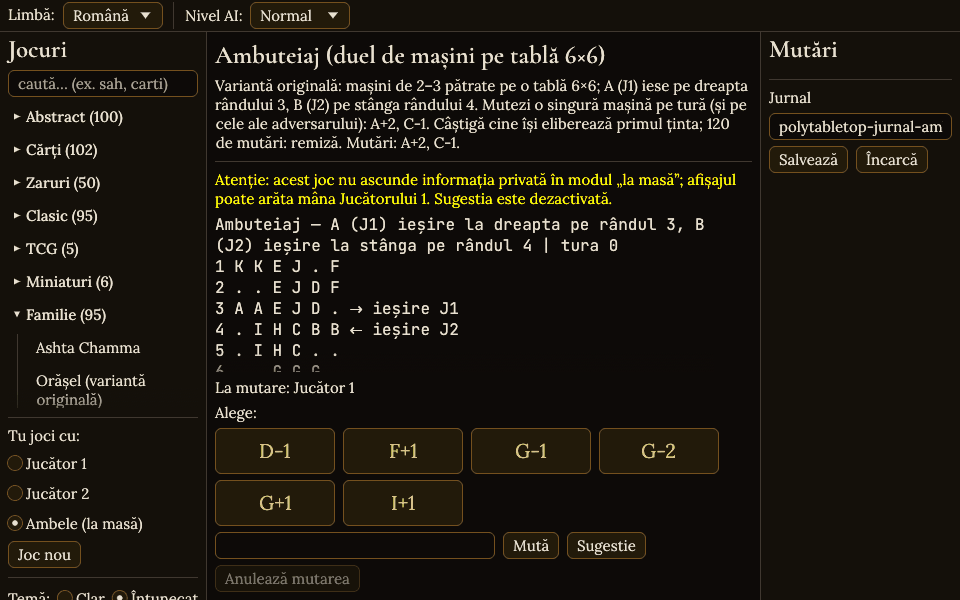 Limbă: Română ▼ Nivel AI: Normal ▼
Jocuri
caută... (ex. sah, carti)
▸ Abstract (100)
▸ Cărți (102)
▸ Zaruri (50)
▸ Clasic (95)
▸ TCG (5)
▸ Miniaturi (6)
▾ Familie (95)
Ashta Chamma
Orășel (variantă
originală)
Tu joci cu:
Jucător 1
Jucător 2
Ambele (la masă)
Joc nou
Temă: Clar Întunecat
Ambuteiaj (duel de mașini pe tablă 6×6)
Variantă originală: mașini de 2–3 pătrate pe o tablă 6×6; A (J1) iese pe dreapta
rândului 3, B (J2) pe stânga rândului 4. Mutezi o singură mașină pe tură (și pe
cele ale adversarului): A+2, C-1. Câștigă cine își eliberează primul ținta; 120
de mutări: remiză. Mutări: A+2, C-1.
Atenție: acest joc nu ascunde informația privată în modul „la masă”; afișajul
poate arăta mâna Jucătorului 1. Sugestia este dezactivată.
Ambuteiaj — A (J1) ieșire la dreapta pe rândul 3, B
(J2) ieșire la stânga pe rândul 4 | tura 0
1 K K E J . F
2 . . E J D F
3 A A E J D . → ieșire J1
4 . I H C B B ← ieșire J2
5 . I H C . .
6 . . G G G .
La mutare: Jucător 1
Alege:
D-1 F+1 G-1 G-2
G+1 I+1
Mută Sugestie
Anulează mutarea
Mutări
Jurnal
polytabletop-jurnal-am
Salvează Încarcă